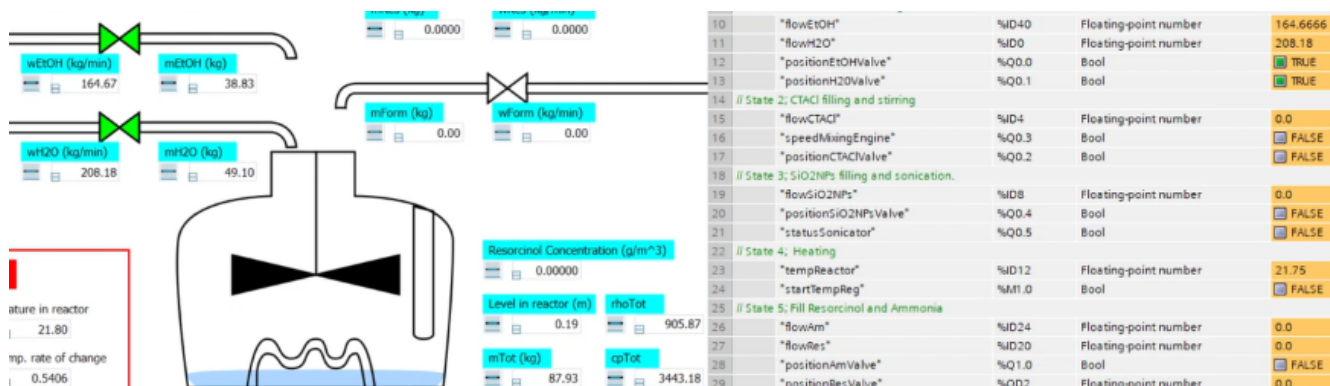 0.0000 0.0000
wEtOH (kg/min) mEtOH (kg)
164.67 38.83
mForm (kg) wForm (kg/min)
0.00 0.00
wH2O (kg/min) mH2O (kg)
208.18 49.10
Resorcinol Concentration (g/m^3)
0.00000
Level in reactor (m) rhoTot
0.19 905.87
mTot (kg) cpTot
87.93 3443.18
ature in reactor
21.80
mp. rate of change
0.5406
10 "flowEtOH" %ID40 Floating-point number 164.6666
11 "flowH2O" %ID0 Floating-point number 208.18
12 "positionEtOHValve" %Q0.0 Bool TRUE
13 "positionH20Valve" %Q0.1 Bool TRUE
14 // State 2; CTACl filling and stirring
15 "flowCTACl" %ID4 Floating-point number 0.0
16 "speedMixingEngine" %Q0.3 Bool FALSE
17 "positionCTAClValve" %Q0.2 Bool FALSE
18 // State 3; SiO2NPs filling and sonication.
19 "flowSiO2NPs" %ID8 Floating-point number 0.0
20 "positionSiO2NPsValve" %Q0.4 Bool FALSE
21 "statusSonicator" %Q0.5 Bool FALSE
22 // State 4; Heating
23 "tempReactor" %ID12 Floating-point number 21.75
24 "startTempReg" %M1.0 Bool FALSE
25 // State 5; Fill Resorcinol and Ammonia
26 "flowAm" %ID24 Floating-point number 0.0
27 "flowRes" %ID20 Floating-point number 0.0
28 "positionAmValve" %Q1.0 Bool FALSE
29 "positionResValve" %QD2 Floating-point number 0.0